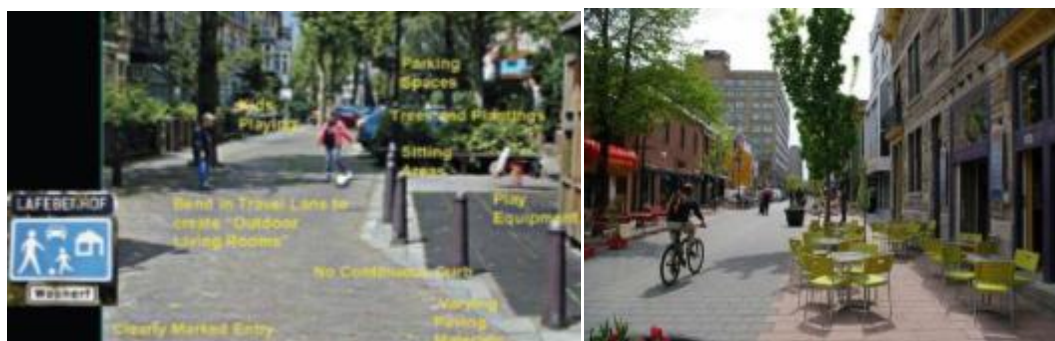 Parking
Spaces
Kids
Playing
Trees and Plantings
Sitting
Areas
Play
Equipment
Bend in Travel Lane to
create "Outdoor
Living Rooms"
No Continuous Curb
Varying
Paving
Materials
Clearly Marked Entry
LAFEBERHOF
Woonerf